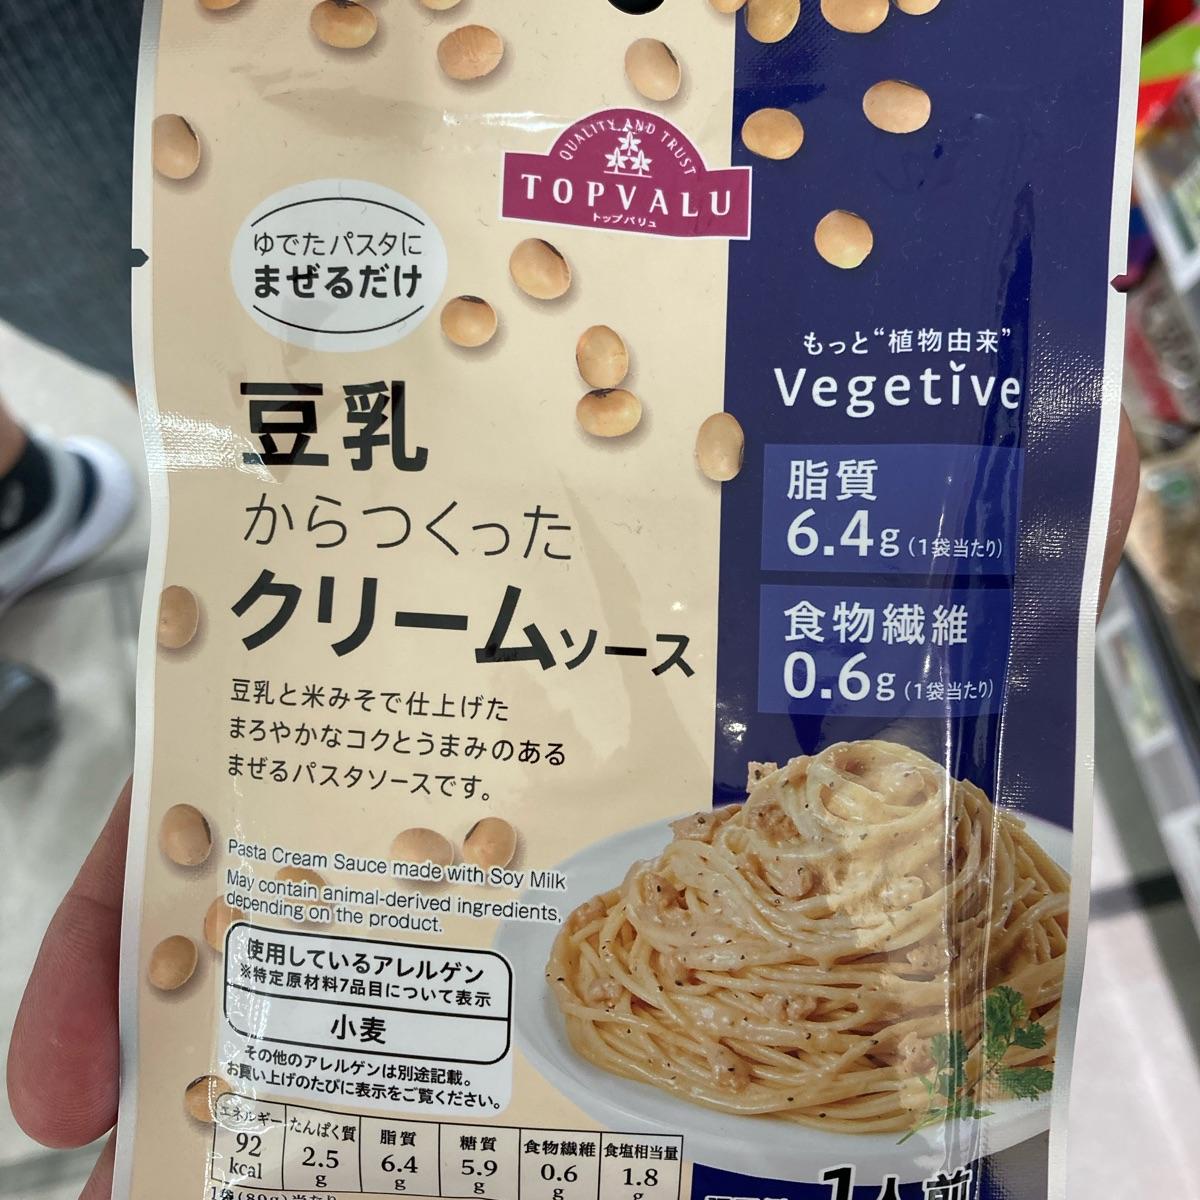 QUALITY AND TRUST
TOPVALU
トップバリュ
ゆでたパスタに
まぜるだけ
豆乳
からつくった
クリームソース
豆乳と米みそで仕上げた
まろやかなコクとうまみのある
まぜるパスタソースです。
Pasta Cream Sauce made with Soy Milk
May contain animal-derived ingredients,
depending on the product.
使用しているアレルゲン
※特定原材料7品目について表示
小麦
その他のアレルゲンは別途記載。
お買い上げのたびに表示をご覧ください。
エネルギー たんぱく質 脂質 糖質 食物繊維 食塩相当量
92 2.5 6.4 5.9 0.6 1.8
kcal g g g g g
1袋(80g)当たり
もっと“植物由来”
Vegetive
脂質
6.4g(1袋当たり)
食物繊維
0.6g(1袋当たり)
1人前